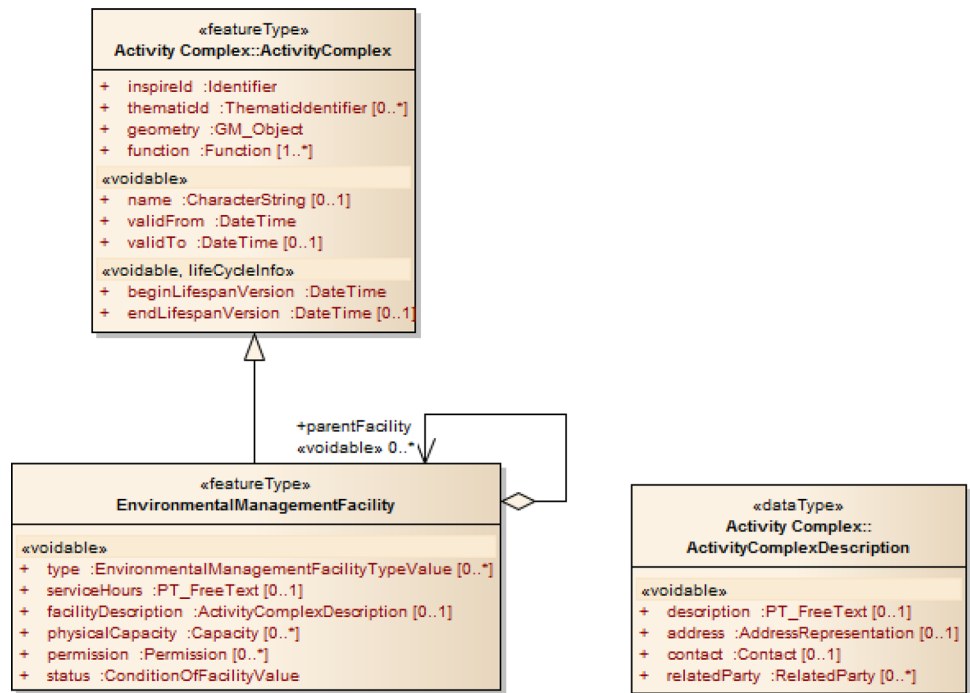 «featureType»
Activity Complex::ActivityComplex
+ inspireId :Identifier
+ thematicId :ThematicIdentifier [0..*]
+ geometry :GM_Object
+ function :Function [1..*]
«voidable»
+ name :CharacterString [0..1]
+ validFrom :DateTime
+ validTo :DateTime [0..1]
«voidable, lifeCycleInfo»
+ beginLifespanVersion :DateTime
+ endLifespanVersion :DateTime [0..1]
+parentFacility
«voidable» 0..*
«featureType»
EnvironmentalManagementFacility
«voidable»
+ type :EnvironmentalManagementFacilityTypeValue [0..*]
+ serviceHours :PT_FreeText [0..1]
+ facilityDescription :ActivityComplexDescription [0..1]
+ physicalCapacity :Capacity [0..*]
+ permission :Permission [0..*]
+ status :ConditionOfFacilityValue
«dataType»
Activity Complex::
ActivityComplexDescription
«voidable»
+ description :PT_FreeText [0..1]
+ address :AddressRepresentation [0..1]
+ contact :Contact [0..1]
+ relatedParty :RelatedParty [0..*]